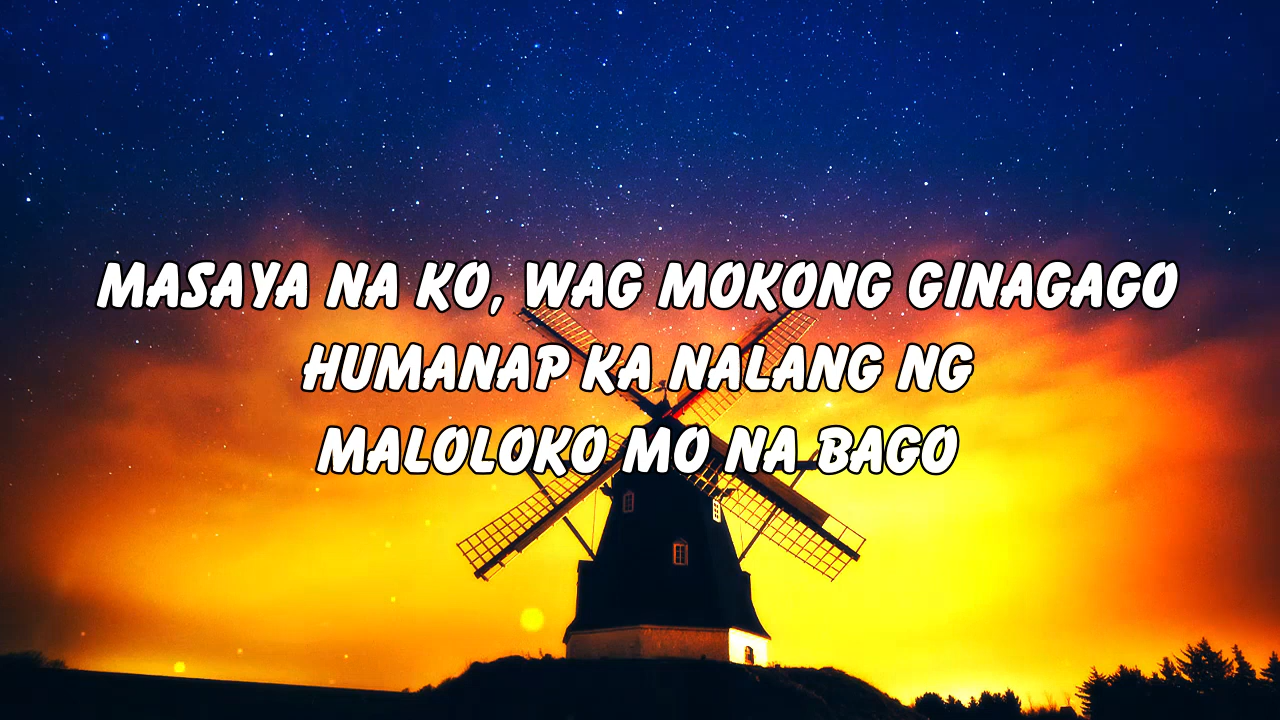 MASAYA NA KO, WAG MOKONG GINAGAGO
HUMANAP KA NALANG NG
MALOLOKO MO NA BAGO